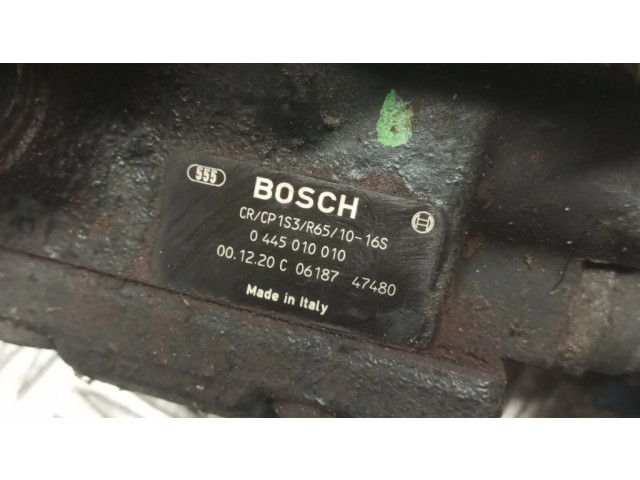 555
BOSCH
CR/CP1S3/R65/10-16S
0 445 010 010
00.12.20 C 06187 47480
Made in Italy